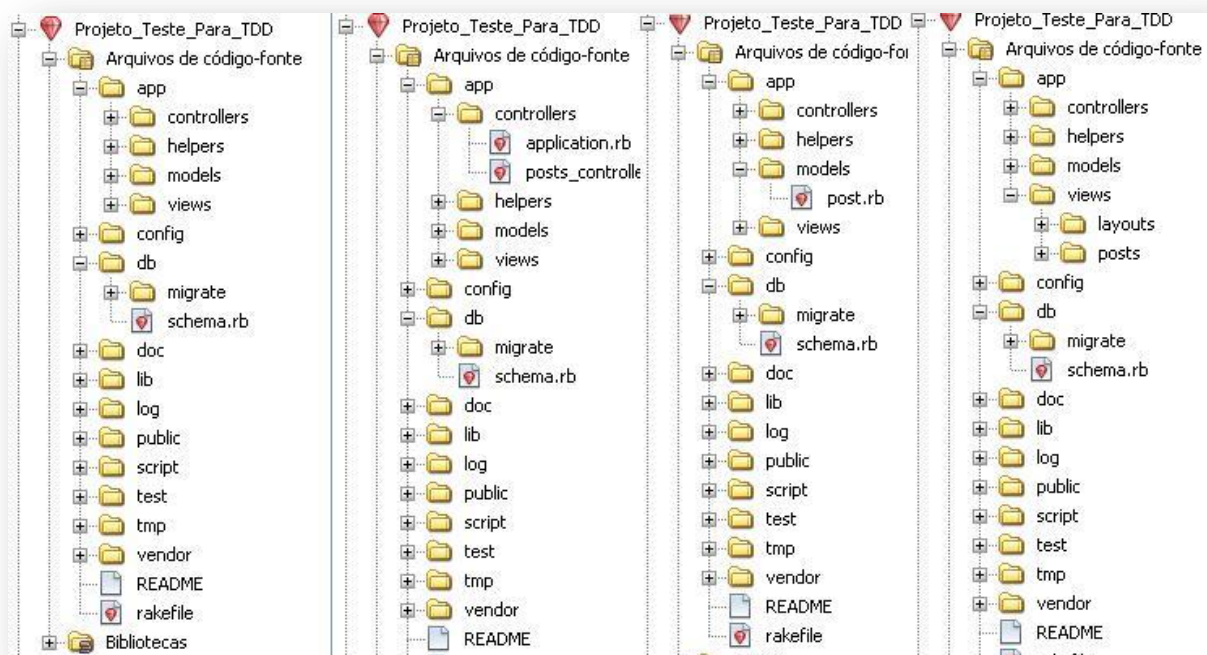 Projeto_Teste_Para_TDD
Arquivos de código-fonte
app
controllers
helpers
models
views
config
db
migrate
schema.rb
doc
lib
log
public
script
test
tmp
vendor
README
rakefile
Bibliotecas
Projeto_Teste_Para_TDD
Arquivos de código-fonte
app
controllers
application.rb
posts_controlle
helpers
models
views
config
db
migrate
schema.rb
doc
lib
log
public
script
test
tmp
vendor
README
Projeto_Teste_Para_TDD
Arquivos de código-for
app
controllers
helpers
models
post.rb
views
config
db
migrate
schema.rb
doc
lib
log
public
script
test
tmp
vendor
README
rakefile
Projeto_Teste_Para_TDD
Arquivos de código-fonte
app
controllers
helpers
models
views
layouts
posts
config
db
migrate
schema.rb
doc
lib
log
public
script
test
tmp
vendor
README